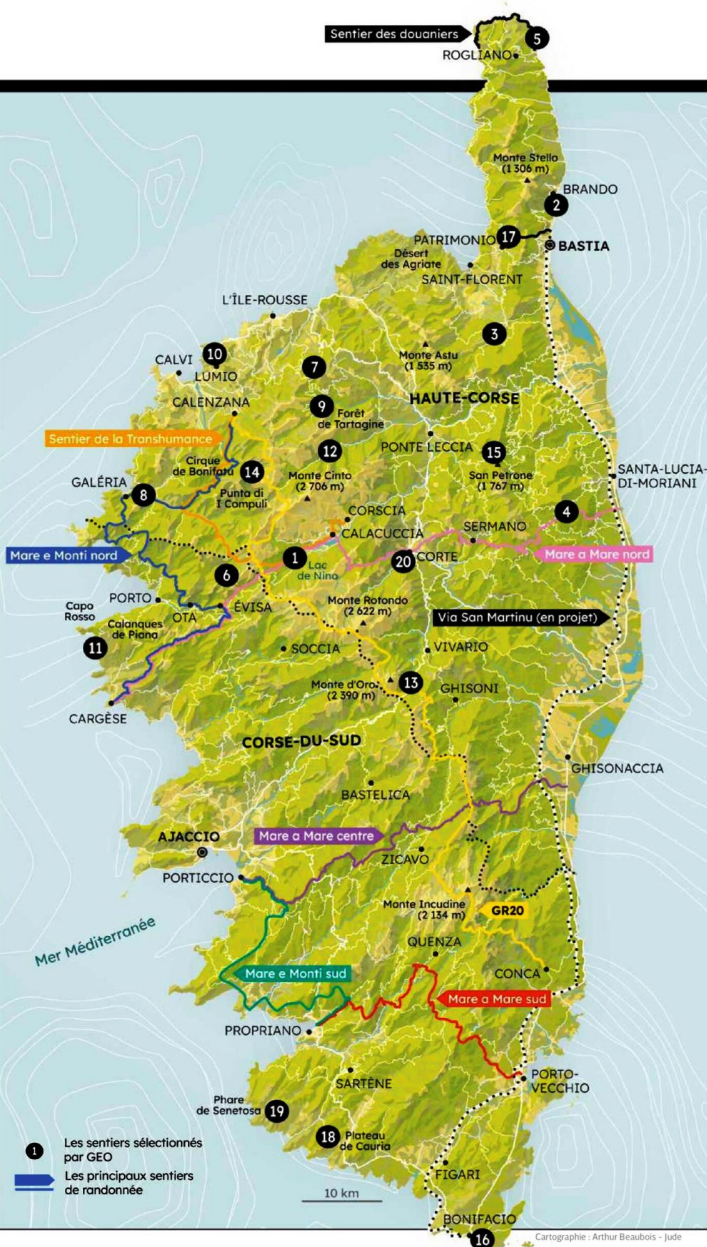 Sentier des douaniers
5
ROGLIANO
Monte Stello
(1 306 m)
BRANDO
2
PATRIMONIO
17
BASTIA
Désert
des Agriate
SAINT-FLORENT
L'ÎLE-ROUSSE
3
10
Monte Astu
(1 535 m)
CALVI
LUMIO
7
CALENZANA
9
Forêt
de Tartagine
HAUTE-CORSE
Sentier de la Transhumance
PONTE LECCIA
12
15
Cirque
de Bonifatu
14
Monte Cinto
(2 706 m)
San Petrone
(1 767 m)
SANTA-LUCIA-
DI-MORIANI
GALÉRIA
8
Punta di
I Campuli
CORSCIA
4
CALACUCCIA
SERMANO
Mare e Monti nord
1
Lac
de Nino
20
CORTE
Mare a Mare nord
6
PORTO
OTA
ÉVISA
Monte Rotondo
(2 622 m)
Via San Martinu (en projet)
Capo
Rosso
Calanques
de Piana
11
SOCCIA
VIVARIO
Monte d'Oro
(2 390 m)
13
GHISONI
CARGÈSE
CORSE-DU-SUD
GHISONACCIA
BASTELICA
AJACCIO
Mare a Mare centre
ZICAVO
PORTICCIO
Monte Incudine
(2 134 m)
GR20
Mer Méditerranée
QUENZA
CONCA
Mare e Monti sud
Mare a Mare sud
PROPRIANO
SARTÈNE
PORTO-
VECCHIO
Phare
de Senetosa
19
18
Plateau
de Cauria
1
Les sentiers sélectionnés
par GEO
Les principaux sentiers
de randonnée
FIGARI
10 km
BONIFACIO
16
Cartographie : Arthur Beaubois - Jude